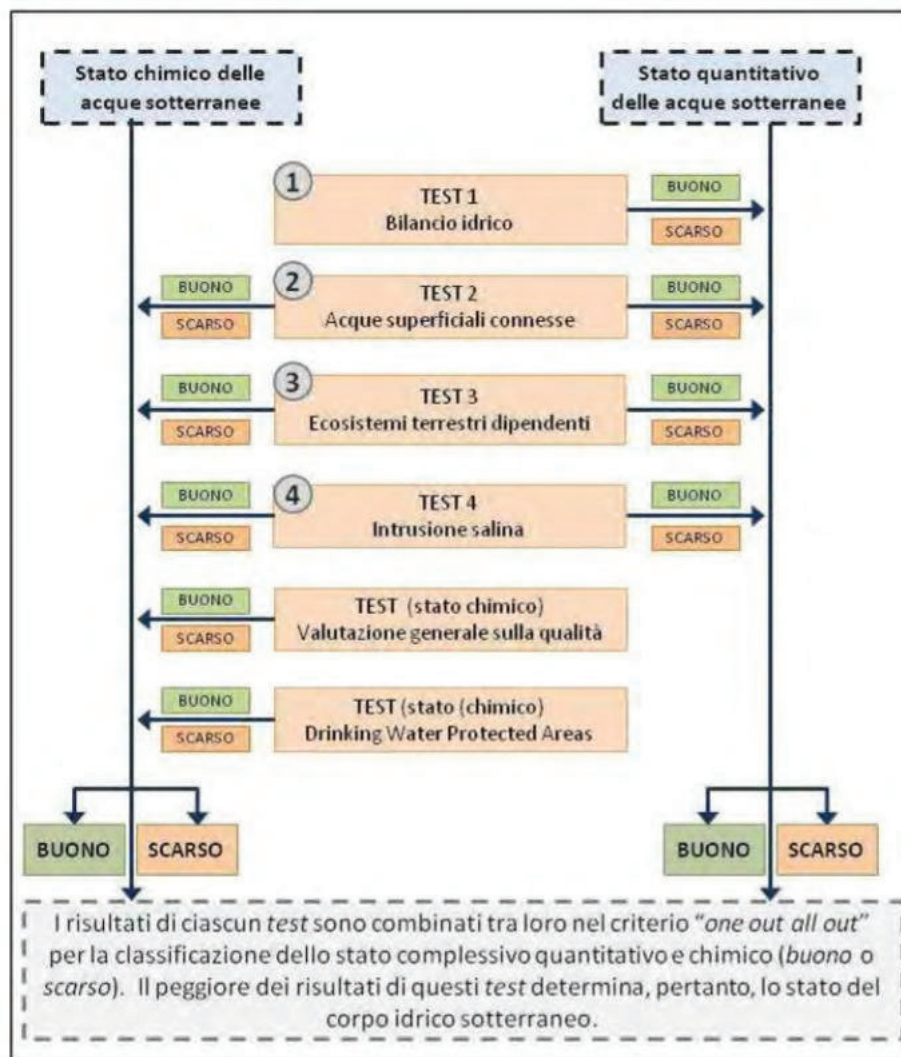 Stato chimico delle
acque sotterranee
Stato quantitativo
delle acque sotterranee
1
TEST 1
Bilancio idrico
BUONO
SCARSO
BUONO
SCARSO
2
TEST 2
Acque superficiali connesse
BUONO
SCARSO
BUONO
SCARSO
3
TEST 3
Ecosistemi terrestri dipendenti
BUONO
SCARSO
BUONO
SCARSO
4
TEST 4
Intrusione salina
BUONO
SCARSO
BUONO
SCARSO
TEST (stato chimico)
Valutazione generale sulla qualità
BUONO
SCARSO
TEST (stato (chimico)
Drinking Water Protected Areas
BUONO
SCARSO
BUONO
SCARSO
I risultati di ciascun test sono combinati tra loro nel criterio "one out all out"
per la classificazione dello stato complessivo quantitativo e chimico (buono o
scarso). Il peggiore dei risultati di questi test determina, pertanto, lo stato del
corpo idrico sotterraneo.